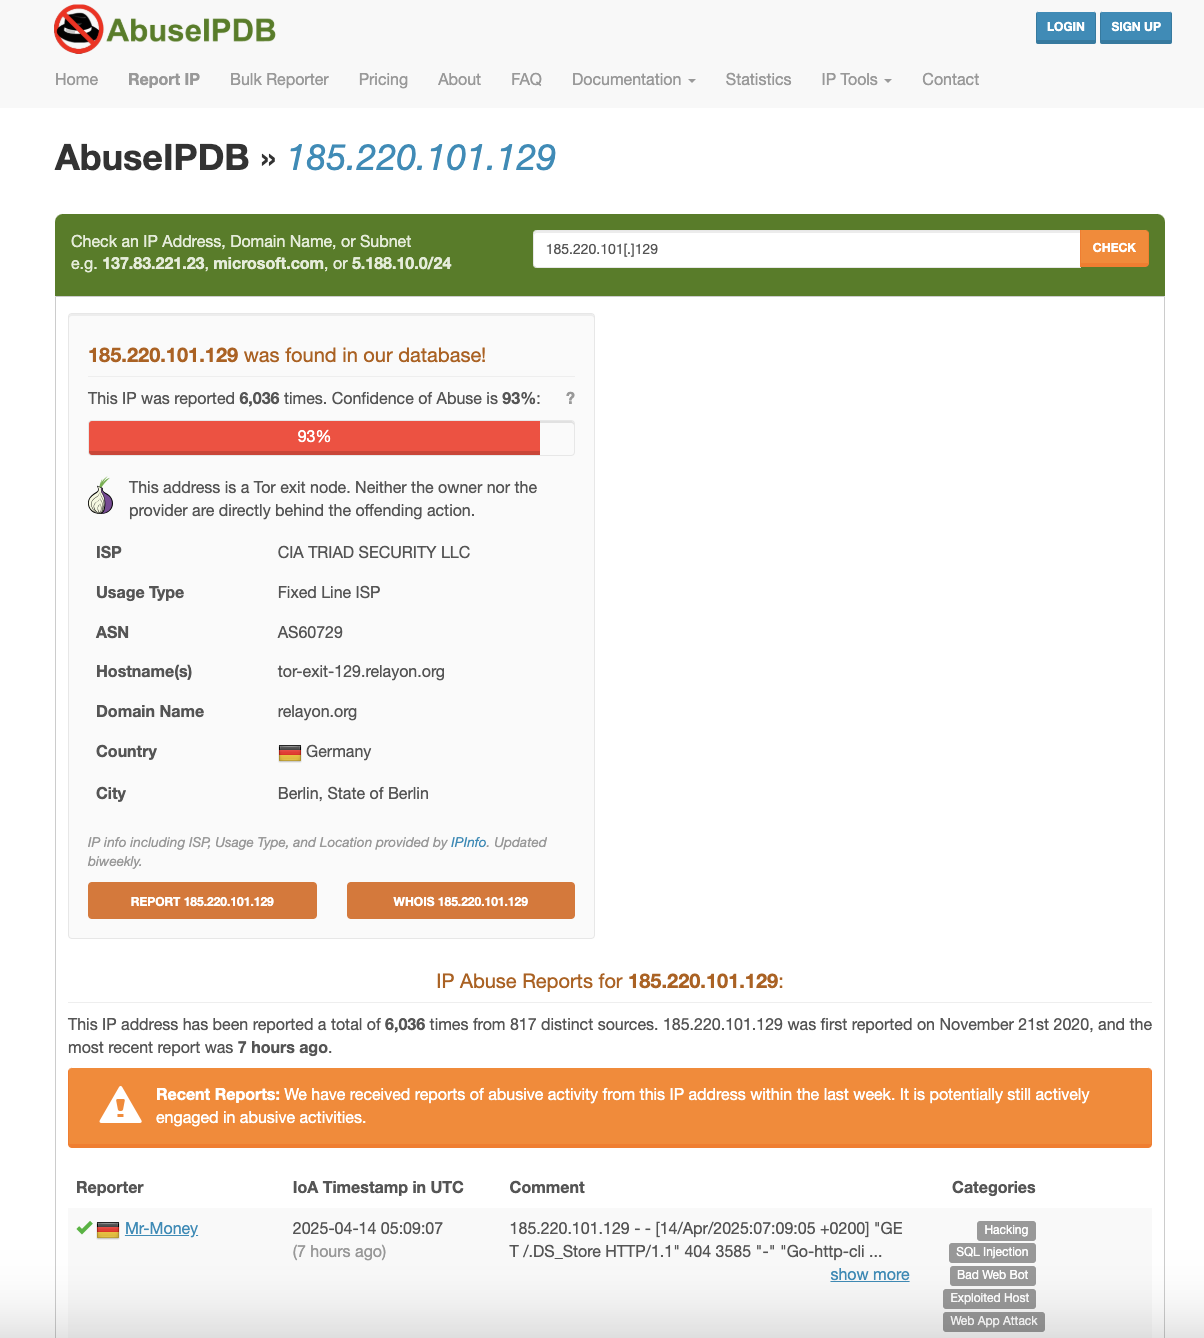 AbuseIPDB
LOGIN
SIGN UP
Home
Report IP
Bulk Reporter
Pricing
About
FAQ
Documentation
Statistics
IP Tools
Contact
AbuseIPDB » 185.220.101.129
Check an IP Address, Domain Name, or Subnet
e.g. 137.83.221.23, microsoft.com, or 5.188.10.0/24
185.220.101[.]129
CHECK
185.220.101.129 was found in our database!
This IP was reported 6,036 times. Confidence of Abuse is 93%: ?
93%
This address is a Tor exit node. Neither the owner nor the
provider are directly behind the offending action.
ISP CIA TRIAD SECURITY LLC
Usage Type Fixed Line ISP
ASN AS60729
Hostname(s) tor-exit-129.relayon.org
Domain Name relayon.org
Country Germany
City Berlin, State of Berlin
IP info including ISP, Usage Type, and Location provided by IPInfo. Updated
biweekly.
REPORT 185.220.101.129
WHOIS 185.220.101.129
IP Abuse Reports for 185.220.101.129:
This IP address has been reported a total of 6,036 times from 817 distinct sources. 185.220.101.129 was first reported on November 21st 2020, and the
most recent report was 7 hours ago.
Recent Reports: We have received reports of abusive activity from this IP address within the last week. It is potentially still actively
engaged in abusive activities.
Reporter IoA Timestamp in UTC Comment Categories
Mr-Money
2025-04-14 05:09:07
(7 hours ago)
185.220.101.129 - - [14/Apr/2025:07:09:05 +0200] "GE
T /.DS_Store HTTP/1.1" 404 3585 "-" "Go-http-cli ...
show more
Hacking
SQL Injection
Bad Web Bot
Exploited Host
Web App Attack